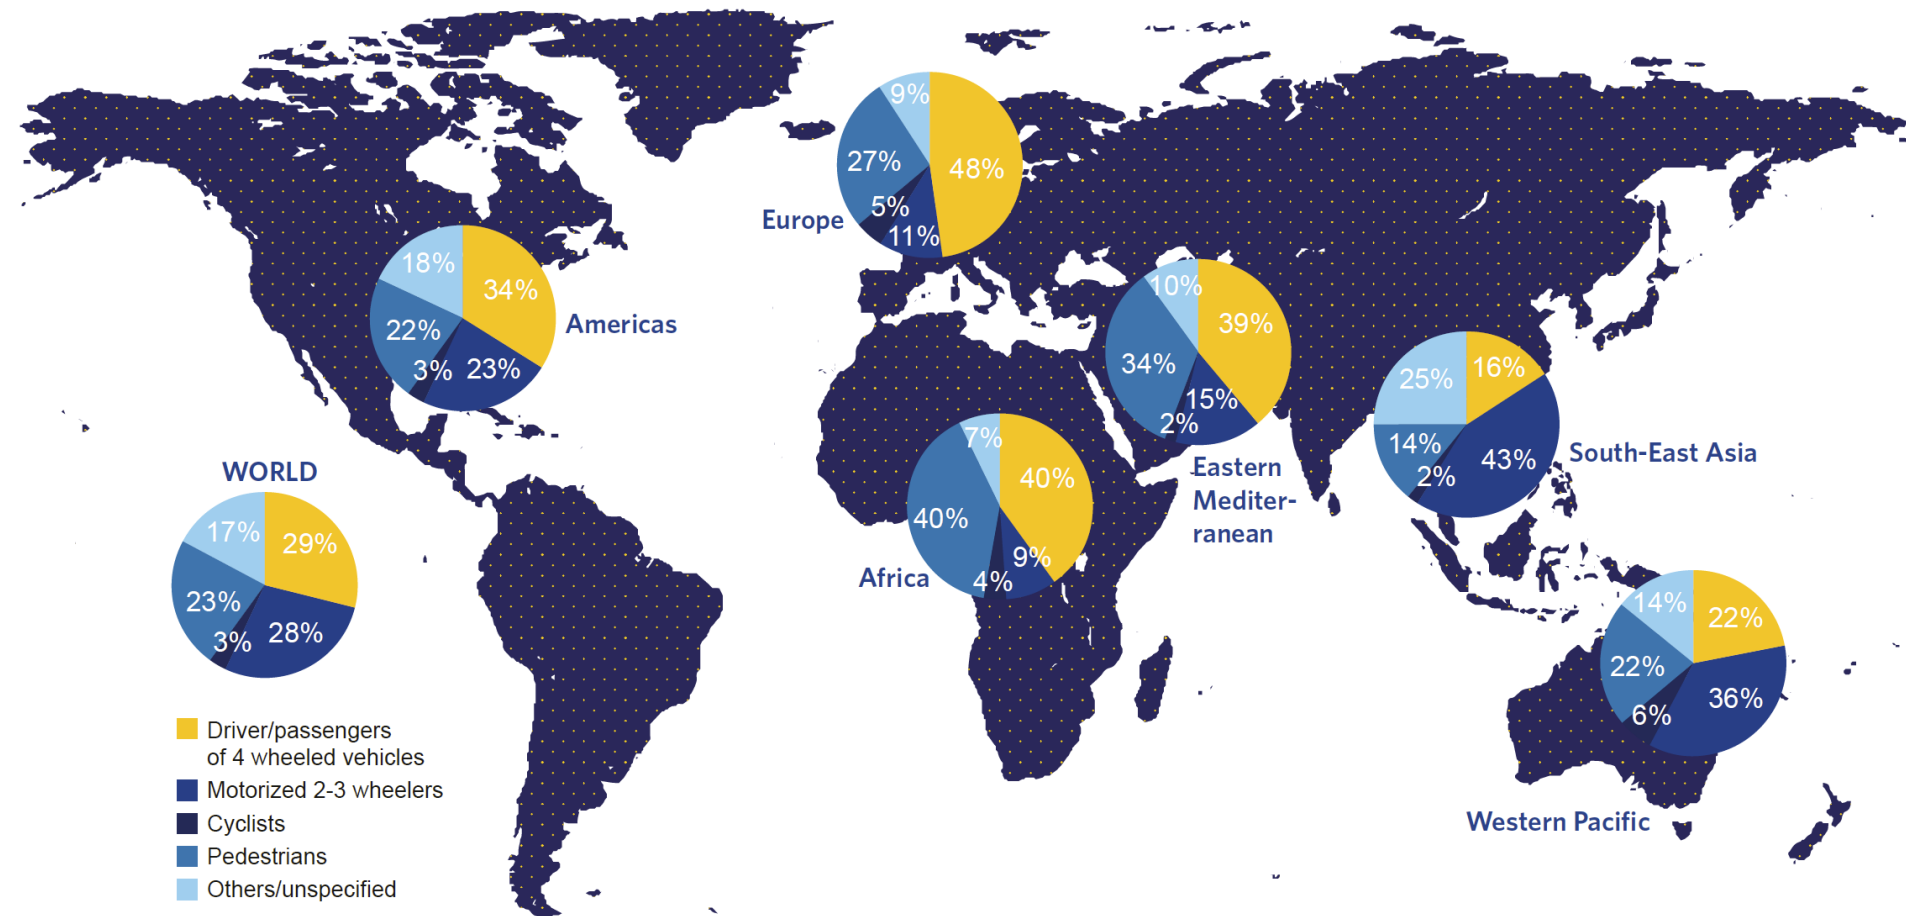 9%
48%
27%
5%
11%
Europe
18%
34%
22%
3%
23%
Americas
10%
39%
34%
15%
2%
Eastern
Mediter-
ranean
16%
25%
14%
43%
2%
South-East Asia
7%
40%
40%
9%
4%
Africa
WORLD
17%
29%
23%
28%
3%
14%
22%
22%
36%
6%
Western Pacific
Driver/passengers
of 4 wheeled vehicles
Motorized 2-3 wheelers
Cyclists
Pedestrians
Others/unspecified